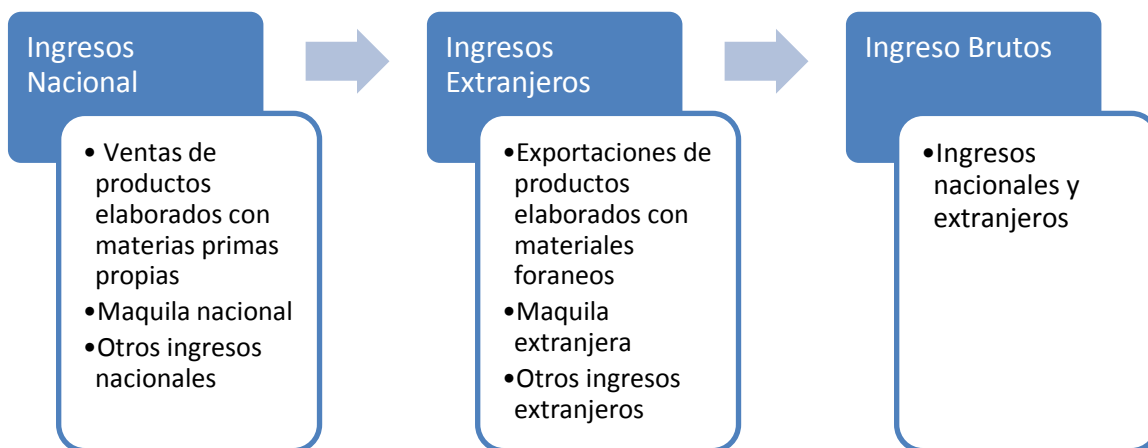 Ingresos
Nacional
• Ventas de
productos
elaborados con
materias primas
propias
•Maquila nacional
•Otros ingresos
nacionales
Ingresos
Extranjeros
•Exportaciones de
productos
elaborados con
materiales
foraneos
•Maquila
extranjera
•Otros ingresos
extranjeros
Ingreso Brutos
•Ingresos
nacionales y
extranjeros